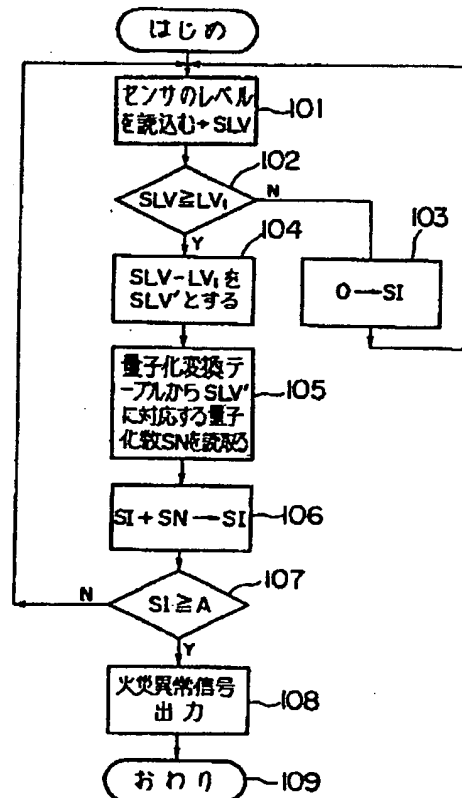 はじめ
センサのレベル
を読込む→SLV
101
SLV≧LV₁
102
N
Y
103
O→SI
104
SLV-LV₁を
SLV'とする
量子化変換テ
ーブルからSLV'
に対応する量子
化数SNを読取る
105
SI+SN→SI
106
SI≧A
107
N
Y
火災異常信号
出力
108
おわり
109